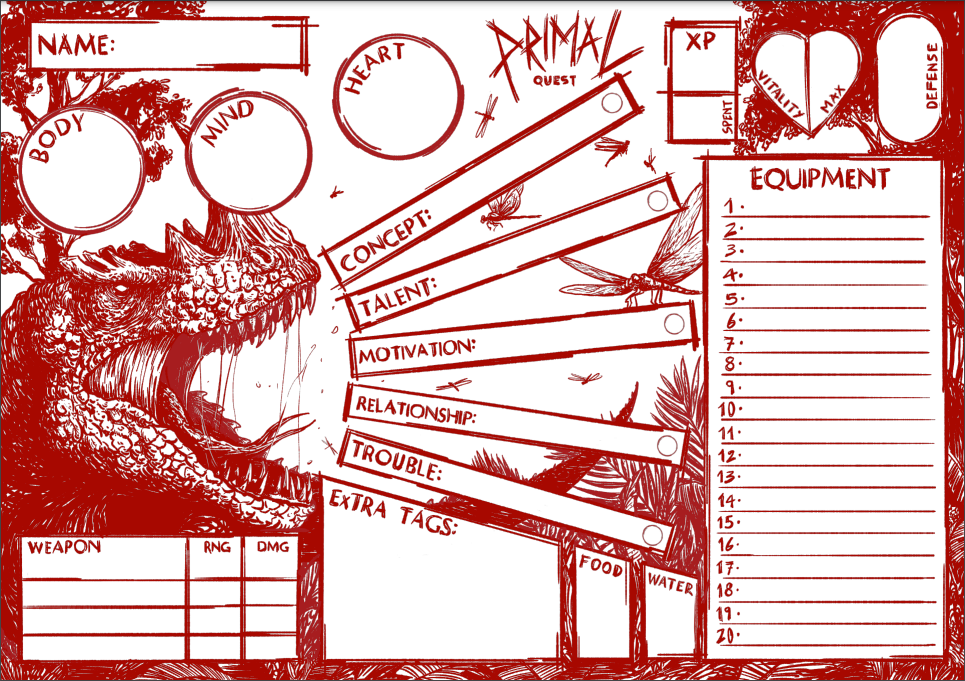 NAME:
BODY
MIND
HEART
PRIMAL
QUEST
XP
SPENT
VITALITY
MAX
DEFENSE
CONCEPT:
TALENT:
MOTIVATION:
RELATIONSHIP:
TROUBLE:
EXTRA TAGS:
WEAPON RNG DMG
FOOD
WATER
EQUIPMENT
1.
2.
3.
4.
5.
6.
7.
8.
9.
10.
11.
12.
13.
14.
15.
16.
17.
18.
19.
20.